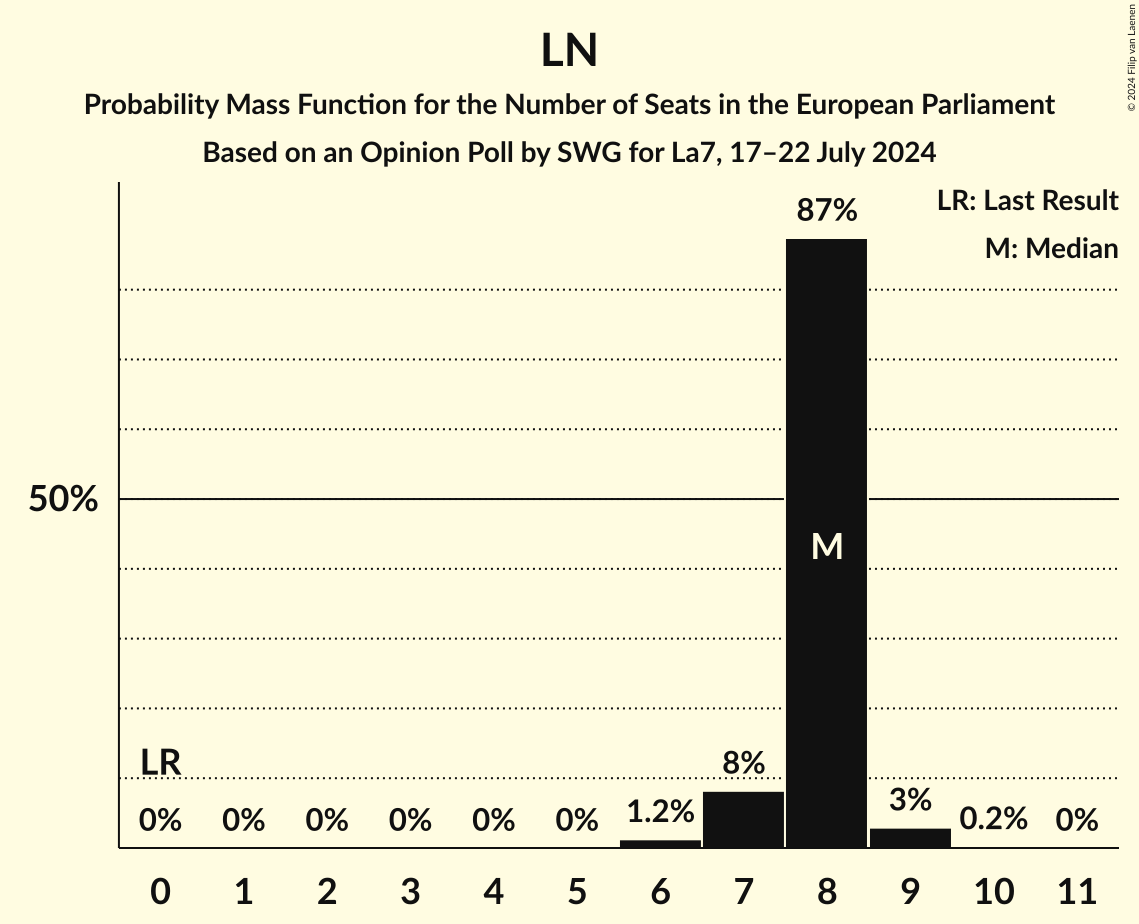 LN
Probability Mass Function for the Number of Seats in the European Parliament
Based on an Opinion Poll by SWG for La7, 17–22 July 2024
© 2024 Filip van Laenen
LR: Last Result
M: Median
87%
50%
M
LR
8%
3%
1.2%
0% 0% 0% 0% 0% 0% 0.2% 0%
0 1 2 3 4 5 6 7 8 9 10 11